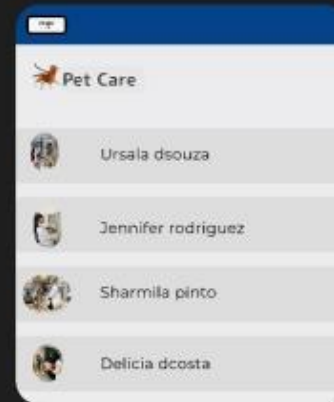 Pet Care
Ursala dsouza
Jennifer rodriguez
Sharmila pinto
Delicia dcosta